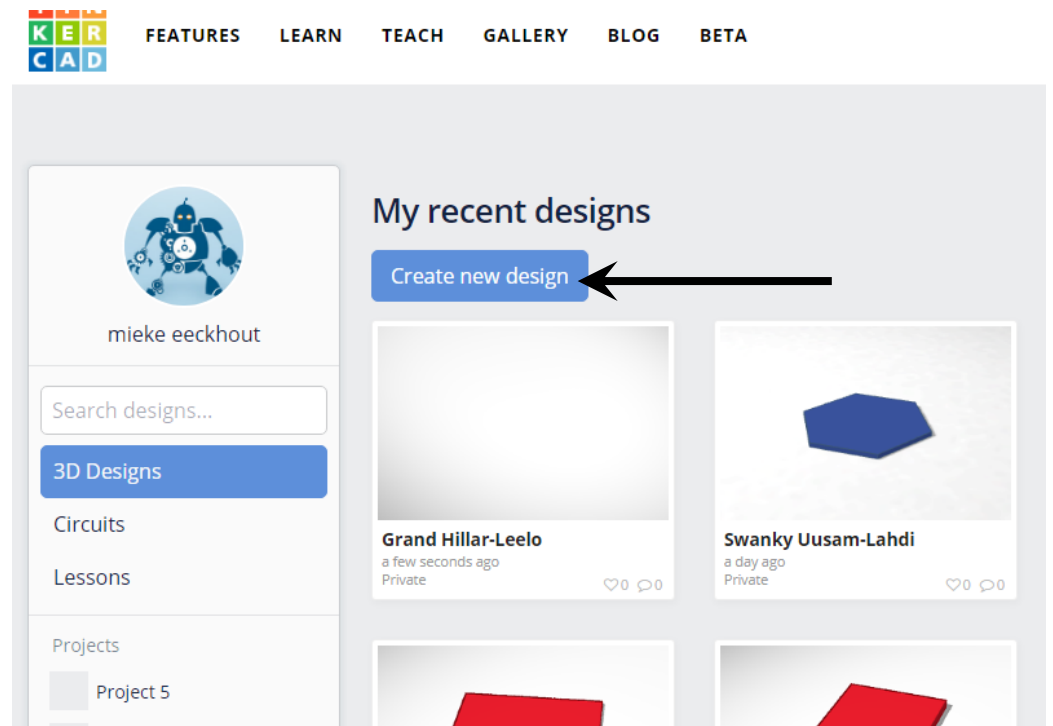 KER
CAD
FEATURES LEARN TEACH GALLERY BLOG BETA
mieke eeckhout
Search designs...
3D Designs
Circuits
Lessons
Projects
Project 5
My recent designs
Create new design
Grand Hillar-Leelo
a few seconds ago
Private
0 0
Swanky Uusam-Lahdi
a day ago
Private
0 0